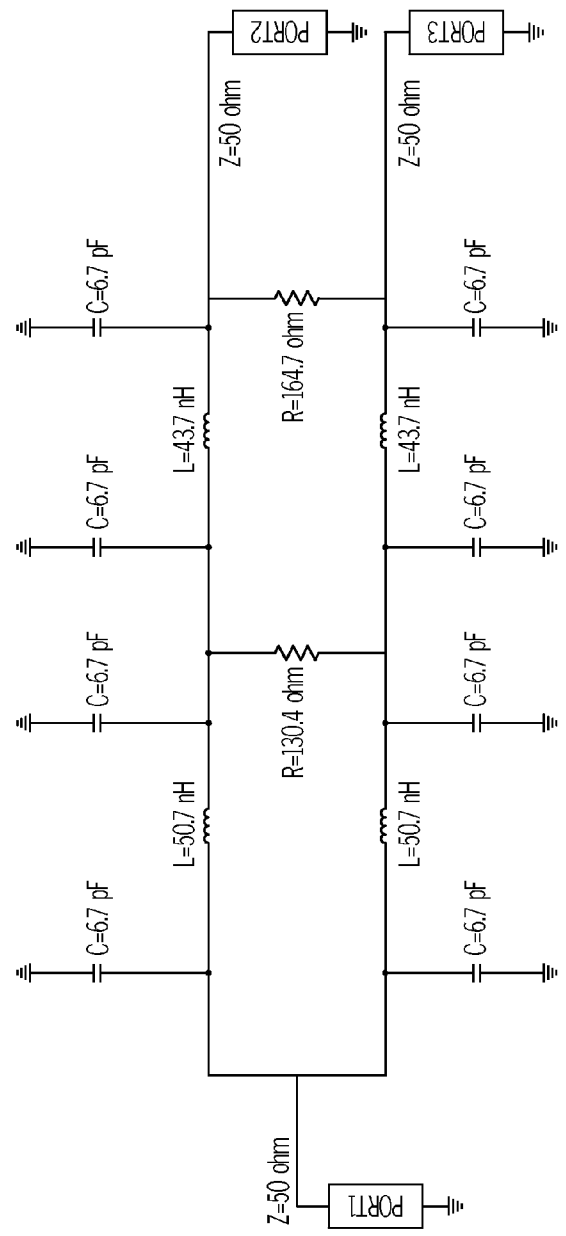 PORT2
PORT3
Z=50 ohm
Z=50 ohm
C=6.7 pF
C=6.7 pF
R=164.7 ohm
L=43.7 nH
L=43.7 nH
C=6.7 pF
C=6.7 pF
C=6.7 pF
C=6.7 pF
R=130.4 ohm
L=50.7 nH
L=50.7 nH
C=6.7 pF
C=6.7 pF
Z=50 ohm
PORT1